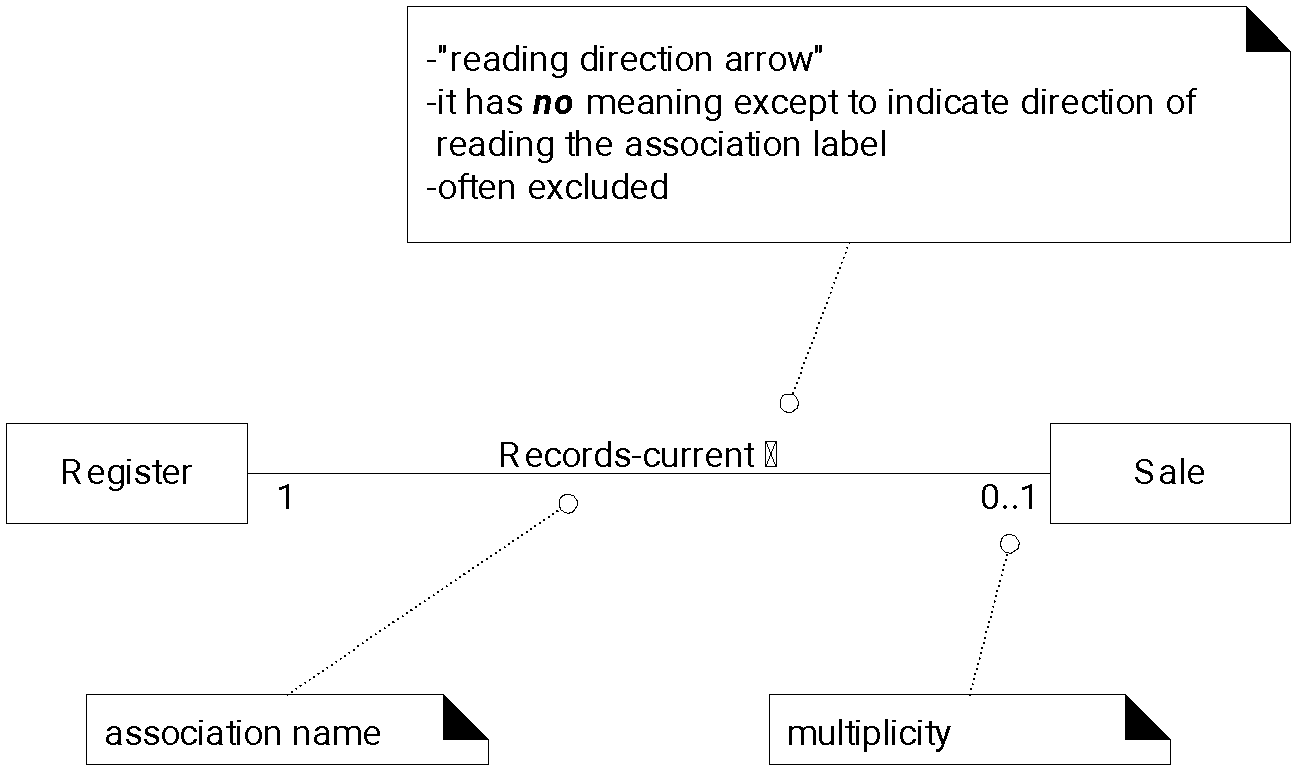 -"reading direction arrow"
-it has no meaning except to indicate direction of
reading the association label
-often excluded
Records-current
Register
Sale
1
0..1
association name
multiplicity